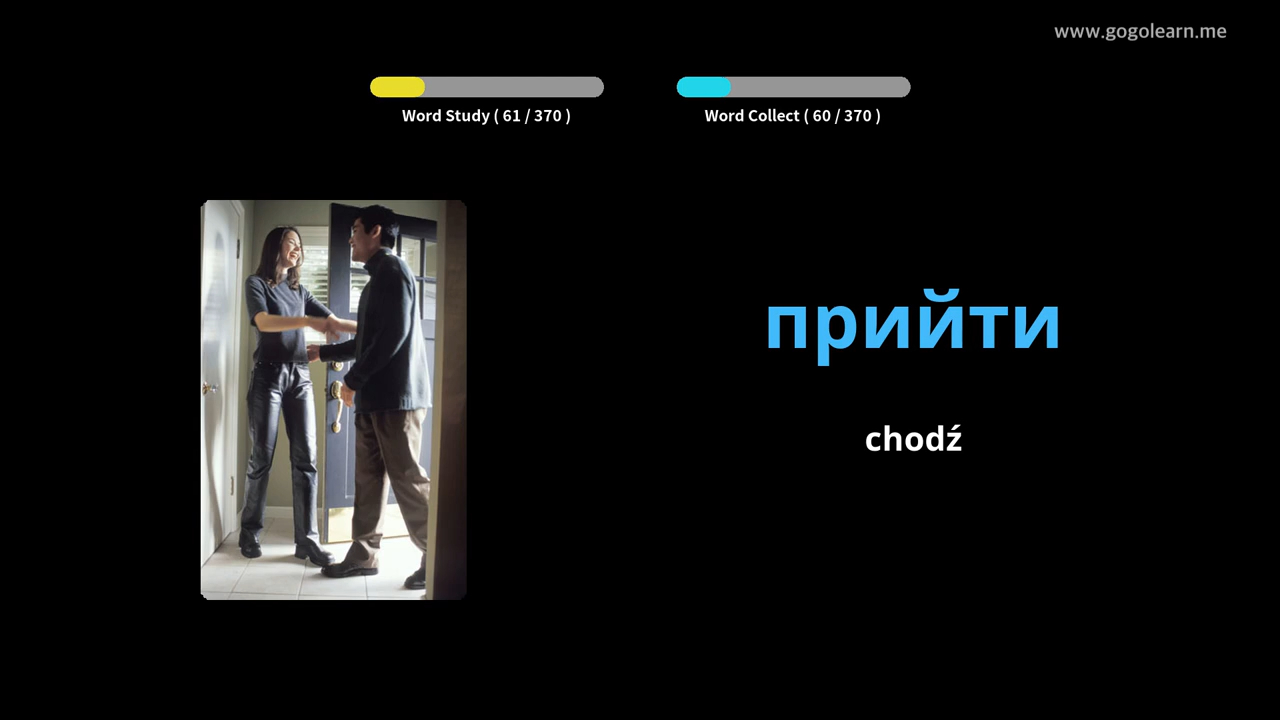 www.gogolearn.me
Word Study ( 61 / 370 )
Word Collect ( 60 / 370 )
прийти
chodź